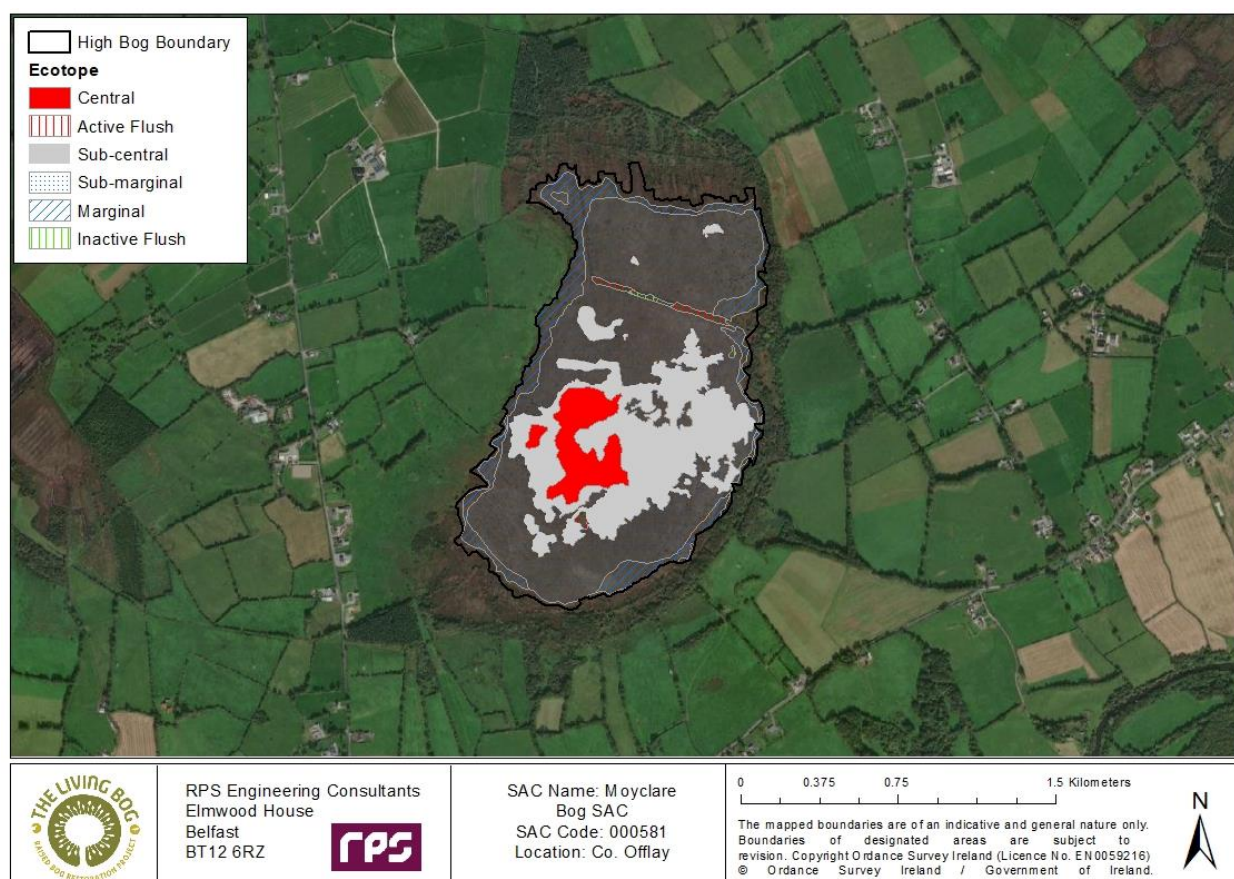 High Bog Boundary
Ecotope
Central
Active Flush
Sub-central
Sub-marginal
Marginal
Inactive Flush
THE LIVING BOG
RAISED BOG RESTORATION PROJECT
RPS Engineering Consultants
Elmwood House
Belfast
BT12 6RZ
rps
SAC Name: Moyclare
Bog SAC
SAC Code: 000581
Location: Co. Offlay
0 0.375 0.75 1.5 Kilometers
The mapped boundaries are of an indicative and general nature only.
Boundaries of designated areas are subject to
revision. Copyright Ordance Survey Ireland (Licence No. EN0059216)
© Ordance Survey Ireland / Government of Ireland.
N